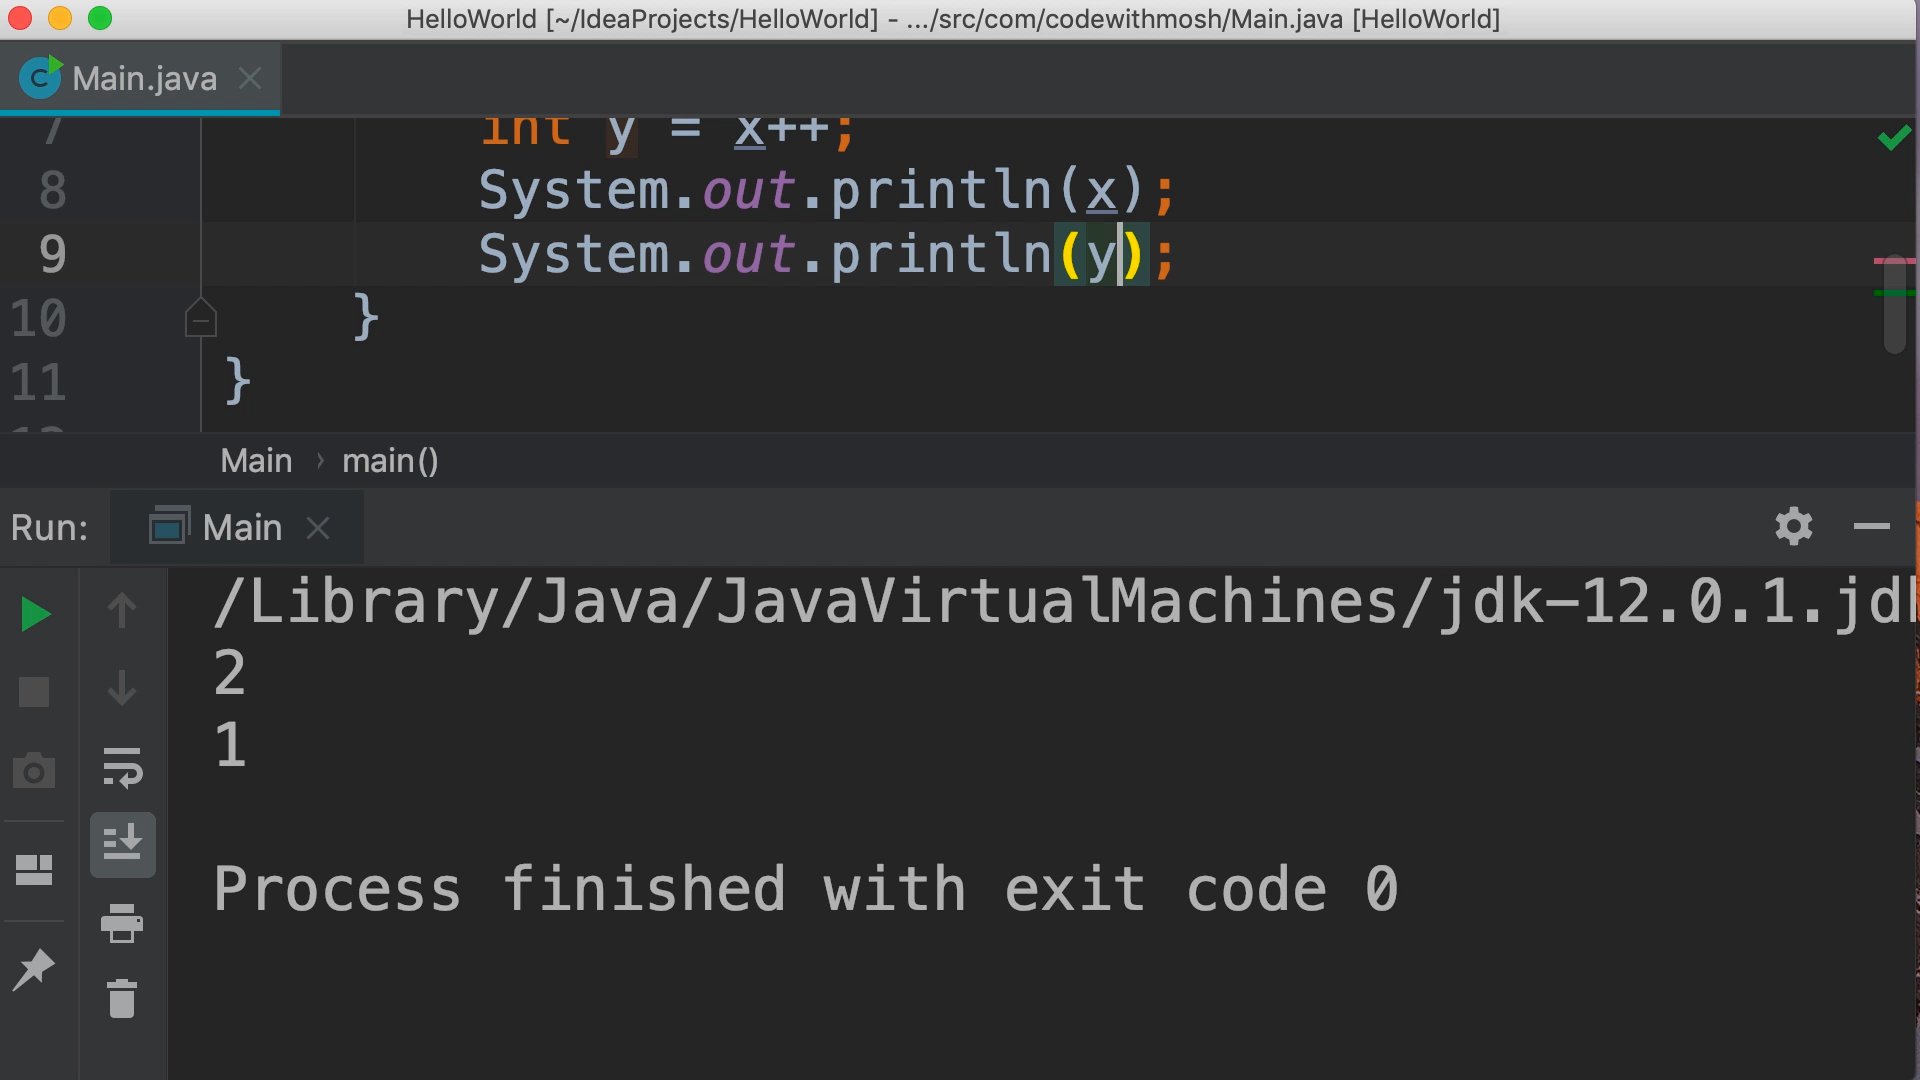 HelloWorld [~/IdeaProjects/HelloWorld] - .../src/com/codewithmosh/Main.java [HelloWorld]
Main.java
7 int y = x++;
8 System.out.println(x);
9 System.out.println(y);
10 }
11 }
Main › main()
Run: Main
/Library/Java/JavaVirtualMachines/jdk-12.0.1.jdk
2
1
Process finished with exit code 0